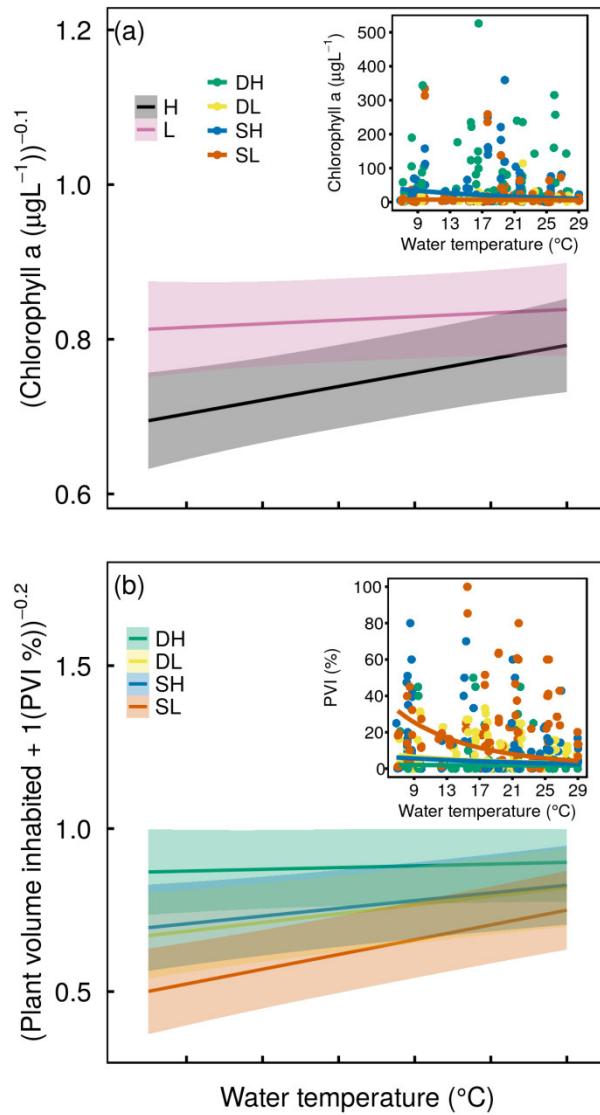 (a)
(Chlorophyll a (µgL⁻¹))⁻⁰·¹
1.2
1.0
0.8
0.6
H
L
DH
DL
SH
SL
Chlorophyll a (µgL⁻¹)
500
400
300
200
100
0
9 13 17 21 25 29
Water temperature (°C)
(b)
(Plant volume inhabited + 1(PVI %))⁻⁰·²
1.5
1.0
0.5
DH
DL
SH
SL
PVI (%)
100
80
60
40
20
0
9 13 17 21 25 29
Water temperature (°C)
Water temperature (°C)